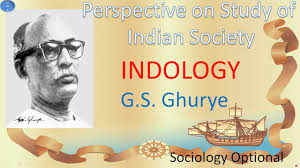 Perspective on Study of
Indian Society
INDOLOGY
G.S. Ghurye
Sociology Optional